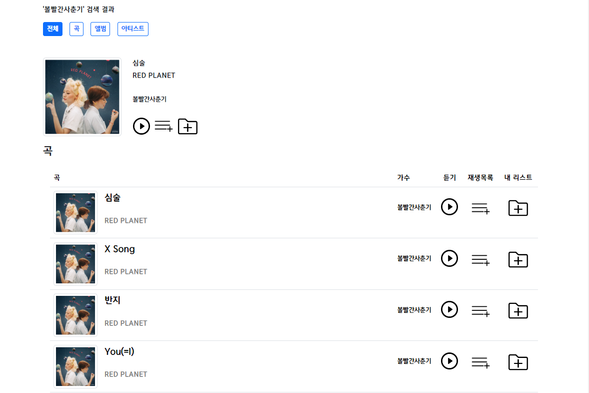 '볼빨간사춘기' 검색 결과
전체 곡 앨범 아티스트
심술
RED PLANET
볼빨간사춘기
곡
곡 가수 듣기 재생목록 내 리스트
심술
RED PLANET
볼빨간사춘기
X Song
RED PLANET
볼빨간사춘기
반지
RED PLANET
볼빨간사춘기
You(=I)
RED PLANET
볼빨간사춘기